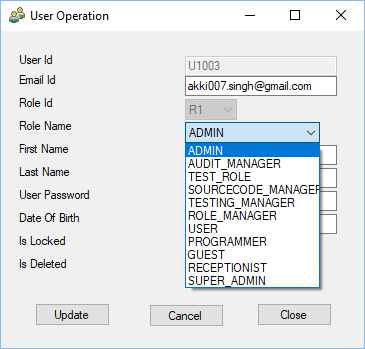 User Operation
User Id U1003
Email Id akki007.singh@gmail.com
Role Id R1
Role Name ADMIN
ADMIN
First Name
AUDIT_MANAGER
Last Name
TEST_ROLE
SOURCECODE_MANAGER
User Password
TESTING_MANAGER
Date Of Birth
ROLE_MANAGER
USER
Is Locked
PROGRAMMER
GUEST
Is Deleted
RECEPTIONIST
SUPER_ADMIN
Update Cancel Close